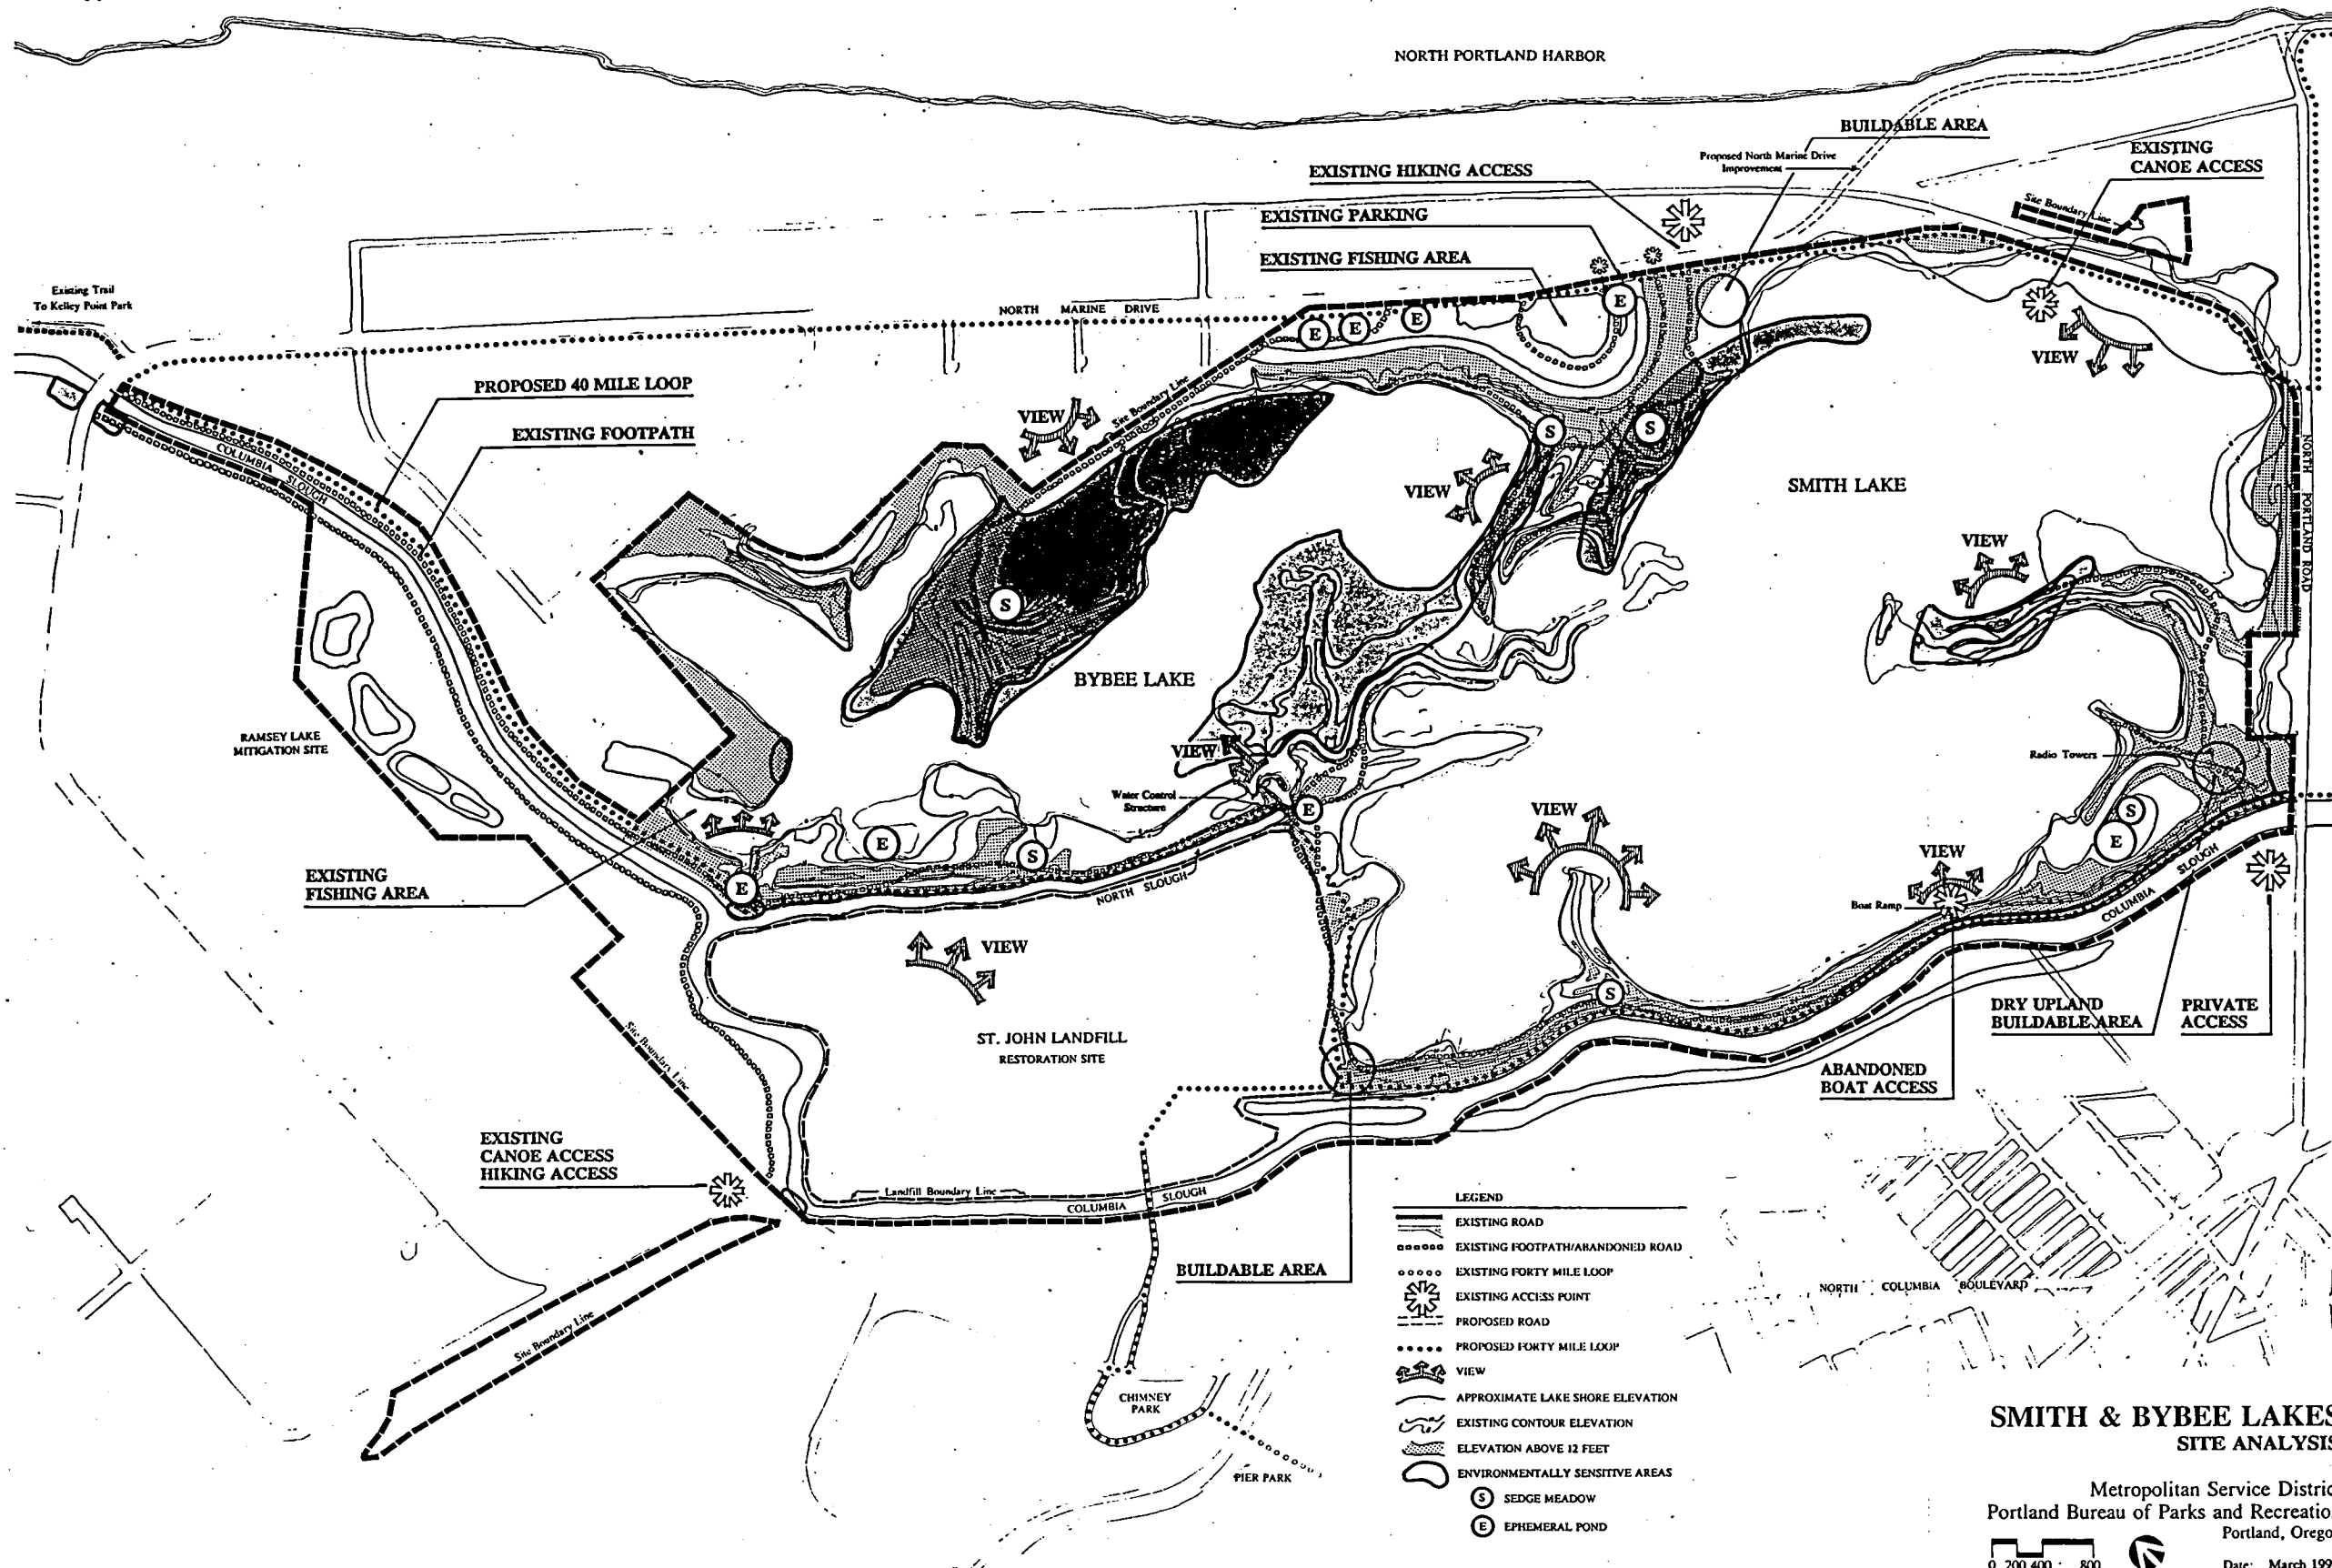 NORTH PORTLAND HARBOR
BUILDABLE AREA
Proposed North Marine Drive
Improvement
EXISTING
CANOE ACCESS
EXISTING HIKING ACCESS
EXISTING PARKING
EXISTING FISHING AREA
Site Boundary Line
Existing Trail
To Kelley Point Park
NORTH MARINE DRIVE
E
E
E
E
VIEW
PROPOSED 40 MILE LOOP
EXISTING FOOTPATH
VIEW
Site Boundary Line
COLUMBIA
SLOUGH
S
S
VIEW
SMITH LAKE
NORTH PORTLAND ROAD
VIEW
S
BYBEE LAKE
RAMSEY LAKE
MITIGATION SITE
VIEW
Radio Towers
Water Control
Structure
E
VIEW
S
E
E
S
VIEW
EXISTING
FISHING AREA
E
NORTH SLOUGH
Boat Ramp
COLUMBIA SLOUGH
VIEW
S
DRY UPLAND
BUILDABLE AREA
PRIVATE
ACCESS
ST. JOHN LANDFILL
RESTORATION SITE
Site Boundary Line
ABANDONED
BOAT ACCESS
EXISTING
CANOE ACCESS
HIKING ACCESS
Landfill Boundary Line
COLUMBIA SLOUGH
BUILDABLE AREA
Site Boundary Line
NORTH COLUMBIA BOULEVARD
CHIMNEY
PARK
PIER PARK
LEGEND
EXISTING ROAD
EXISTING FOOTPATH/ABANDONED ROAD
EXISTING FORTY MILE LOOP
EXISTING ACCESS POINT
PROPOSED ROAD
PROPOSED FORTY MILE LOOP
VIEW
APPROXIMATE LAKE SHORE ELEVATION
EXISTING CONTOUR ELEVATION
ELEVATION ABOVE 12 FEET
ENVIRONMENTALLY SENSITIVE AREAS
S SEDGE MEADOW
E EPHEMERAL POND
SMITH & BYBEE LAKES
SITE ANALYSIS
Metropolitan Service Distric
Portland Bureau of Parks and Recreatio
Portland, Orego
0 200 400 800
Date: March 199